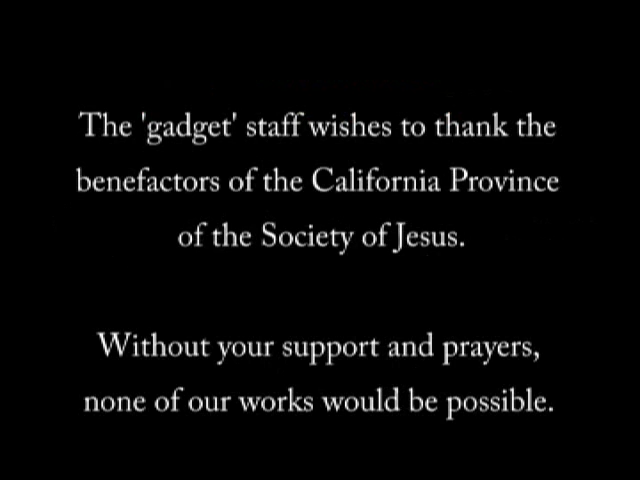 The 'gadget' staff wishes to thank the
benefactors of the California Province
of the Society of Jesus.
Without your support and prayers,
none of our works would be possible.